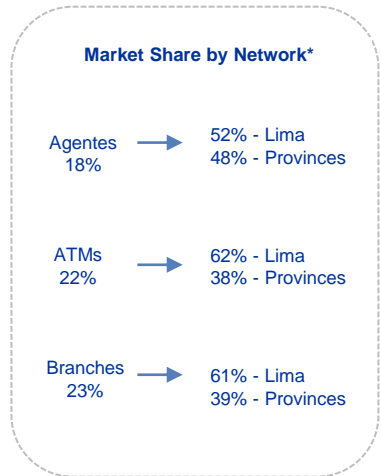 Market Share by Network*
Agentes
18%
52% - Lima
48% - Provinces
ATMs
22%
62% - Lima
38% - Provinces
Branches
23%
61% - Lima
39% - Provinces